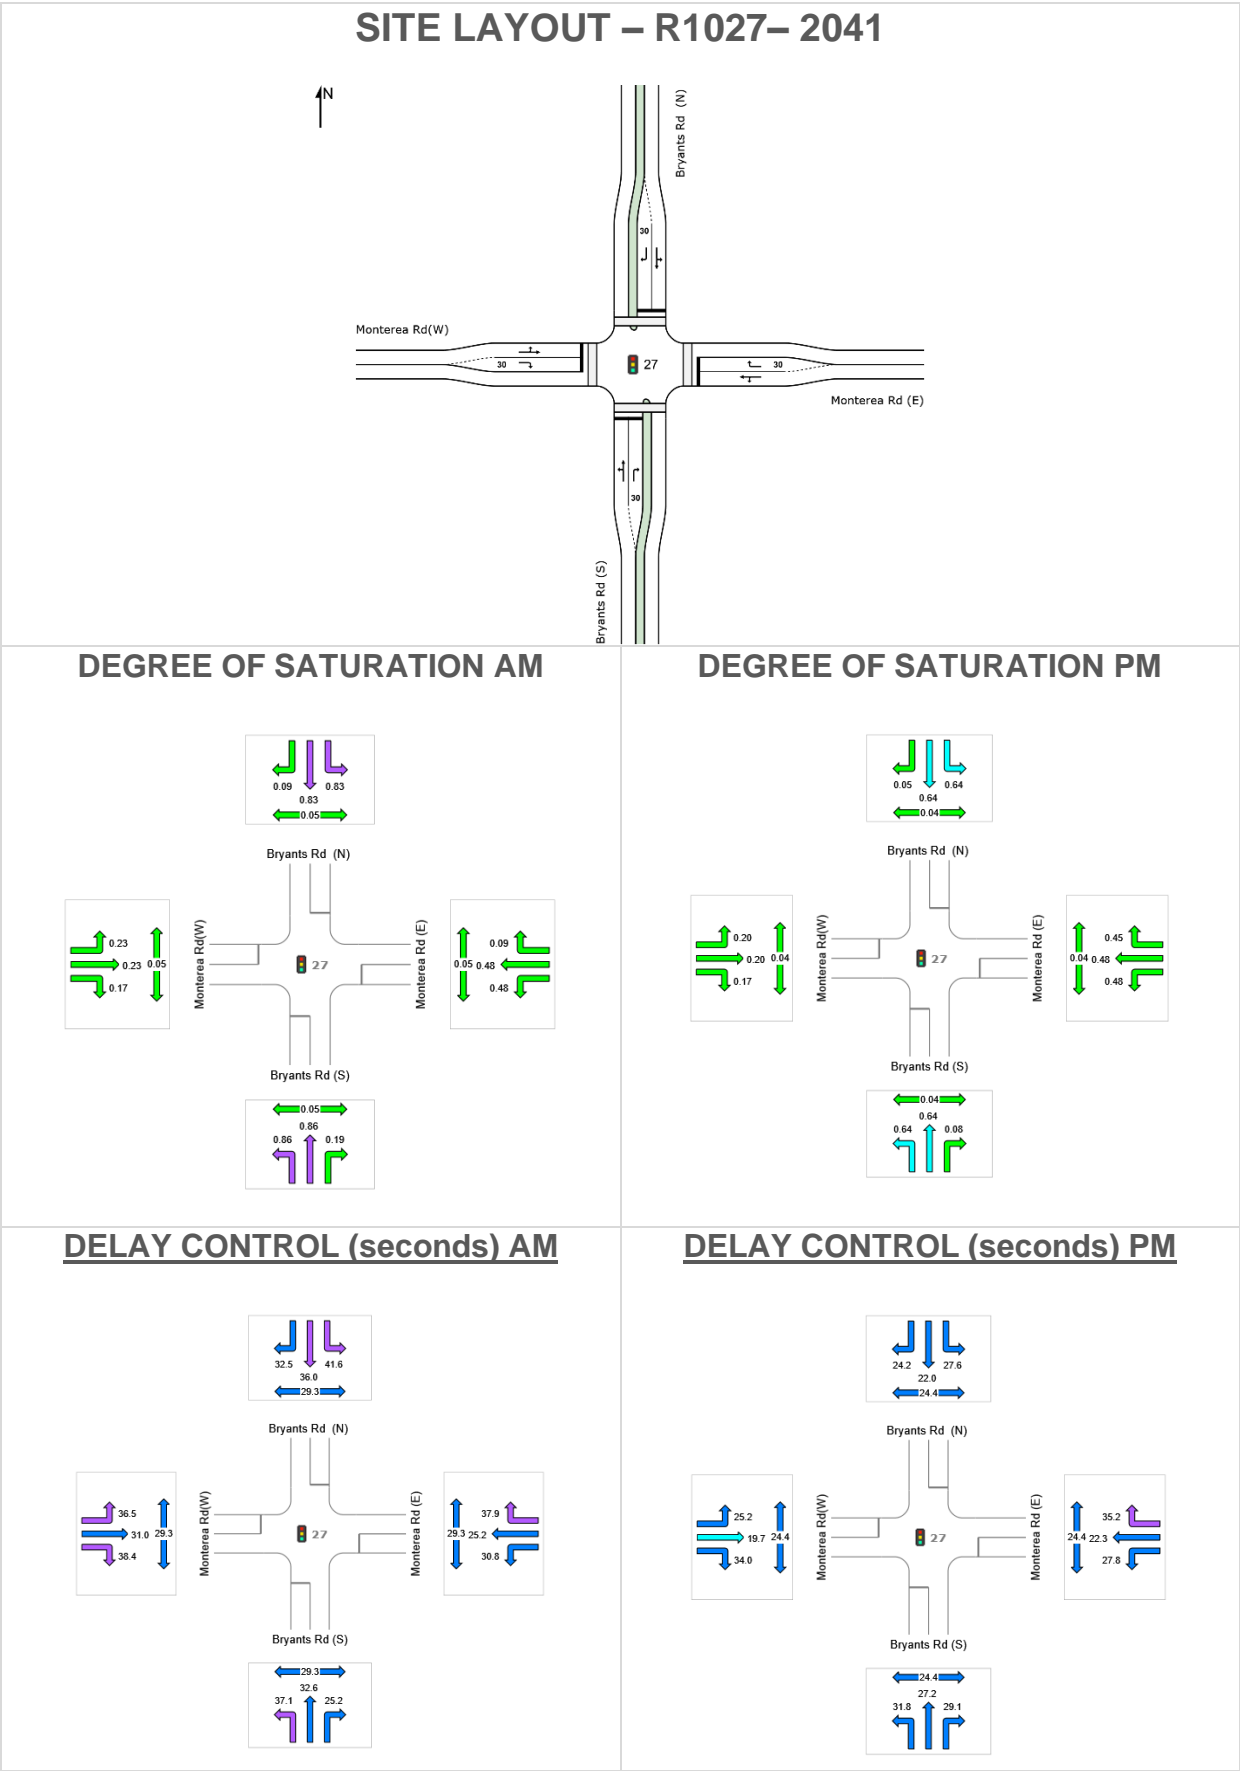 SITE LAYOUT – R1027– 2041
N
Bryants Rd  (N)
30
Monterea Rd(W)
30
27
30
Monterea Rd (E)
30
Bryants Rd (S)
DEGREE OF SATURATION AM
0.09
0.83
0.83
0.05
Bryants Rd  (N)
0.23
0.23
0.17
0.05
Monterea Rd(W)
27
Monterea Rd (E)
0.05
0.09
0.48
0.48
Bryants Rd (S)
0.05
0.86
0.86
0.19
DEGREE OF SATURATION PM
0.05
0.64
0.64
0.04
Bryants Rd  (N)
0.20
0.20
0.17
0.04
Monterea Rd(W)
27
Monterea Rd (E)
0.04
0.45
0.48
0.48
Bryants Rd (S)
0.04
0.64
0.64
0.08
DELAY CONTROL (seconds) AM
32.5
41.6
36.0
29.3
Bryants Rd  (N)
36.5
31.0
38.4
29.3
Monterea Rd(W)
27
Monterea Rd (E)
29.3
37.9
25.2
30.8
Bryants Rd (S)
29.3
32.6
37.1
25.2
DELAY CONTROL (seconds) PM
24.2
27.6
22.0
24.4
Bryants Rd  (N)
25.2
19.7
34.0
24.4
Monterea Rd(W)
27
Monterea Rd (E)
24.4
35.2
22.3
27.8
Bryants Rd (S)
24.4
27.2
31.8
29.1